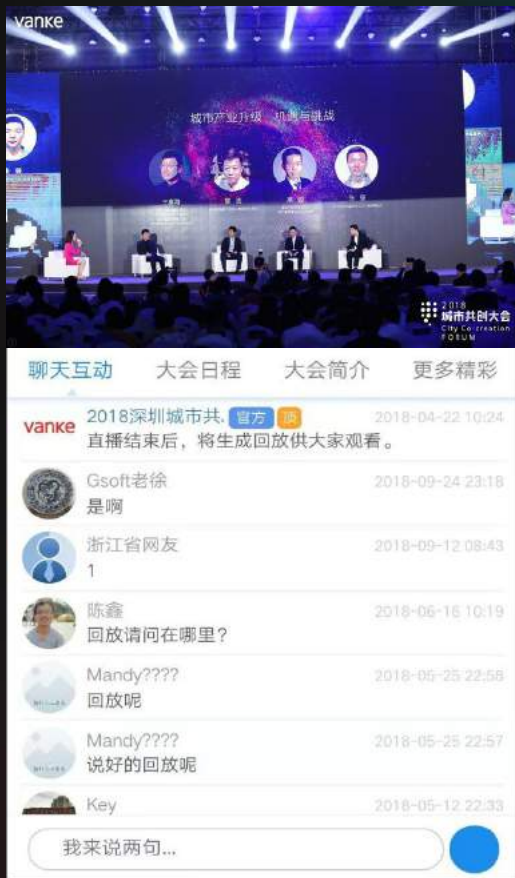 vanke
城市产业升级 机遇与挑战
2018
城市共创大会
City Co-creation
FORUM
聊天互动 大会日程 大会简介 更多精彩
vanke 2018深圳城市共. 官方 顶 2018-04-22 10:24
直播结束后，将生成回放供大家观看。
Gsoft老徐 2018-09-24 23:18
是啊
浙江省网友 2018-09-12 08:43
1
陈鑫 2018-06-16 10:19
回放请问在哪里?
Mandy???? 2018-05-25 22:58
回放呢
Mandy???? 2018-05-25 22:57
说好的回放呢
Key 2018-05-12 22:33
我来说两句...